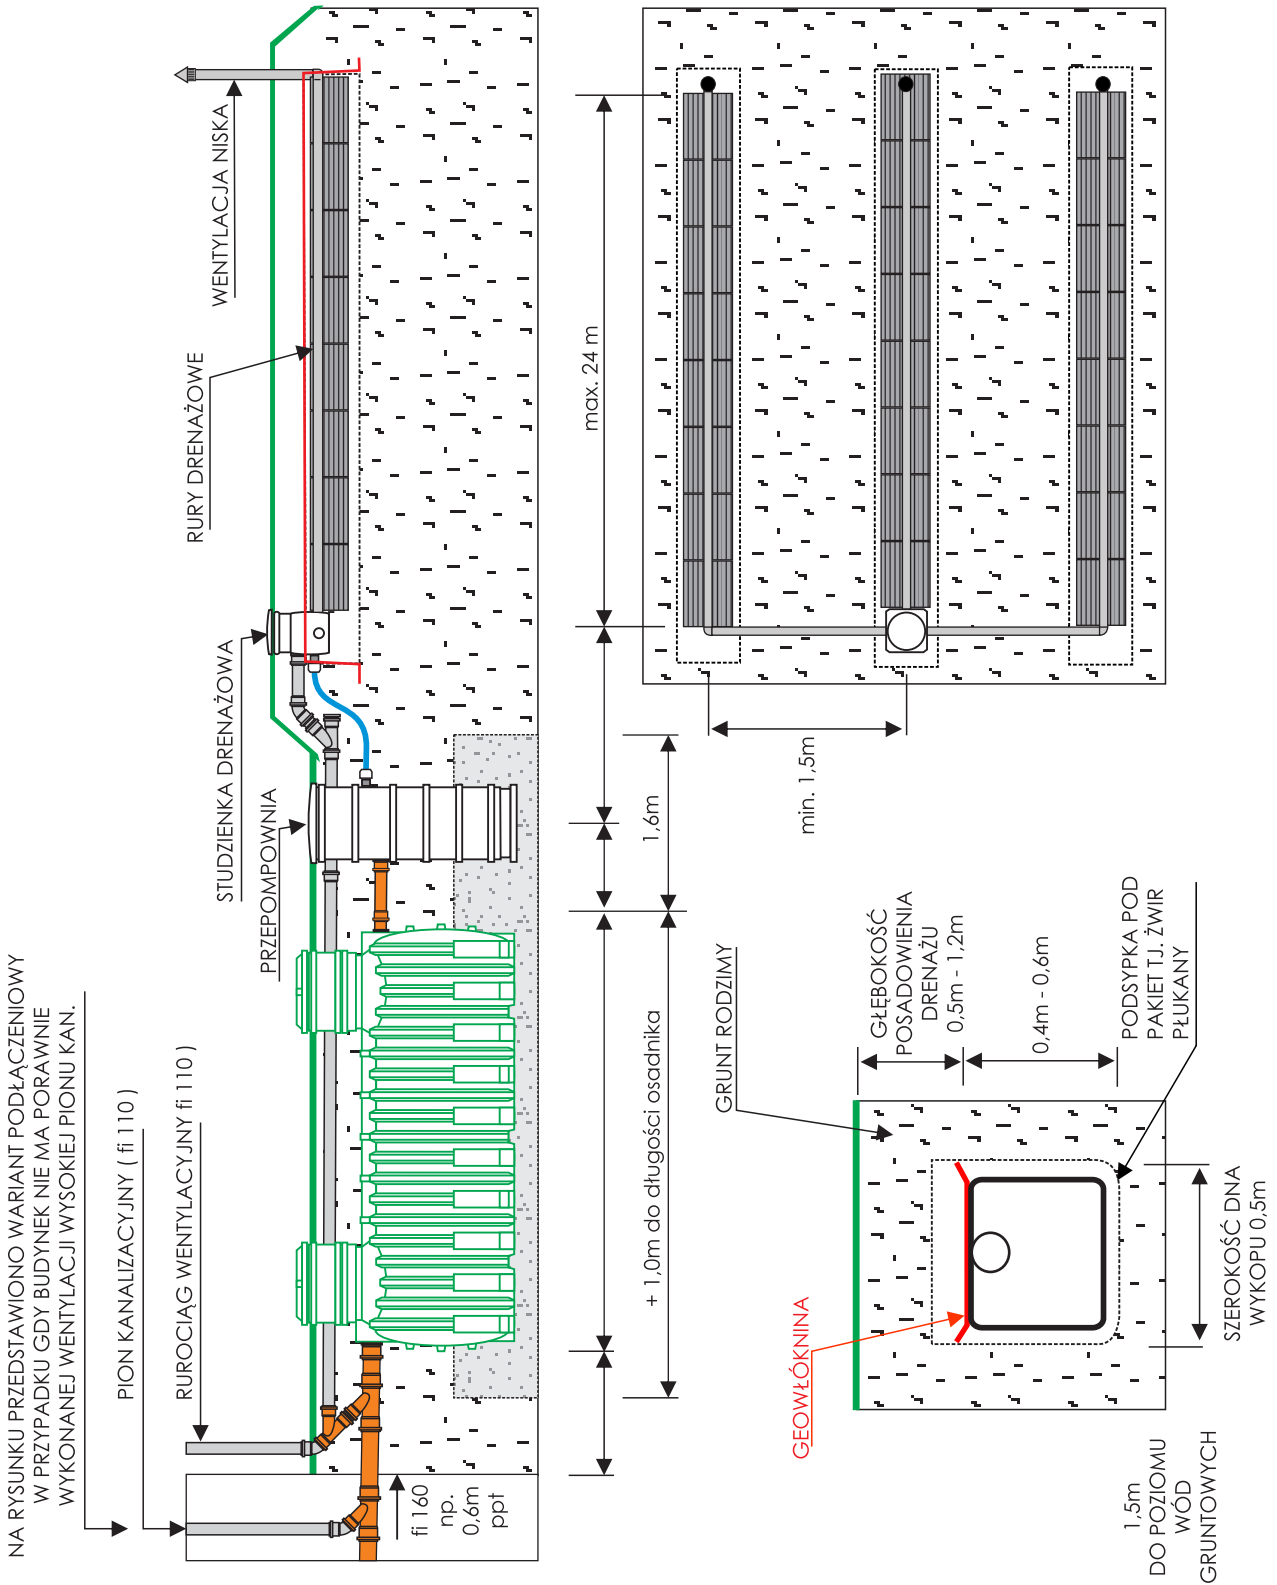 NA RYSUNKU PRZEDSTAWIONO WARIANT PODŁĄCZENIOWY
W PRZYPADKU GDY BUDYNEK NIE MA PORAWNIE
WYKONANEJ WENTYLACJI WYSOKIEJ PIONU KAN.
PION KANALIZACYJNY ( fi 110 )
RUROCIĄG WENTYLACYJNY fi 110 )
PRZEPOMPOWNIA
STUDZIENKA DRENAŻOWA
RURY DRENAŻOWE
WENTYLACJA NISKA
fi 160
np.
0,6m
ppt
max. 24 m
1,6m
+ 1,0m do długości osadnika
min. 1,5m
GRUNT RODZIMY
GŁĘBOKOŚĆ
POSADOWIENIA
DRENAŻU
0,5m - 1,2m
0,4m - 0,6m
PODSYPKA POD
PAKIET TJ. ŻWIR
PŁUKANY
GEOWŁÓKNINA
SZEROKOŚĆ DNA
WYKOPU 0,5m
1,5m
DO POZIOMU
WÓD
GRUNTOWYCH